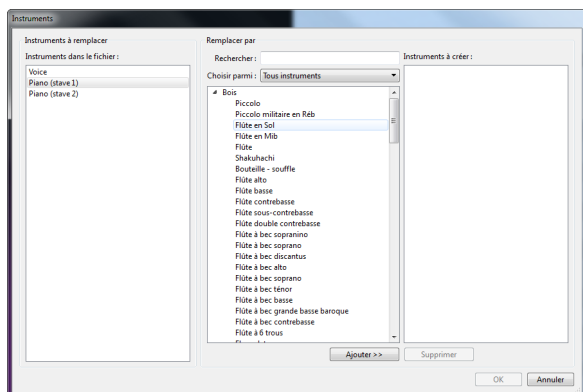 Instruments
Instruments à remplacer
Instruments dans le fichier :
Voice
Piano (stave 1)
Piano (stave 2)
Remplacer par
Rechercher :
Choisir parmi : Tous instruments
Bois
Piccolo
Piccolo militaire en Réb
Flûte en Sol
Flûte en Mib
Flûte
Shakuhachi
Bouteille - souffle
Flûte alto
Flûte basse
Flûte contrebasse
Flûte sous-contrebasse
Flûte double contrebasse
Flûte à bec sopranino
Flûte à bec soprano
Flûte à bec discantus
Flûte à bec alto
Flûte à bec soprano
Flûte à bec ténor
Flûte à bec basse
Flûte à bec grande basse baroque
Flûte à bec contrebasse
Flûte à 6 trous
Ajouter >>
Instruments à créer :
Supprimer
OK
Annuler